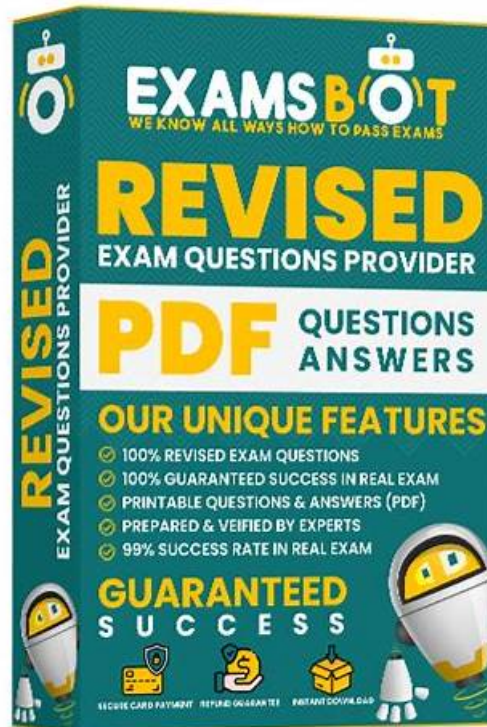 EXAMSBOT
WE KNOW ALL WAYS HOW TO PASS EXAMS
REVISED
EXAM QUESTIONS PROVIDER
PDF QUESTIONS
ANSWERS
OUR UNIQUE FEATURES
100% REVISED EXAM QUESTIONS
100% GUARANTEED SUCCESS IN REAL EXAM
PRINTABLE QUESTIONS & ANSWERS (PDF)
PREPARED & VEIFIED BY EXPERTS
99% SUCCESS RATE IN REAL EXAM
GUARANTEED
SUCCESS
SECURE CARD PAYMENT REFUND GUARANTEE INSTANT DOWNLOAD
REVISED
EXAM QUESTIONS PROVIDER